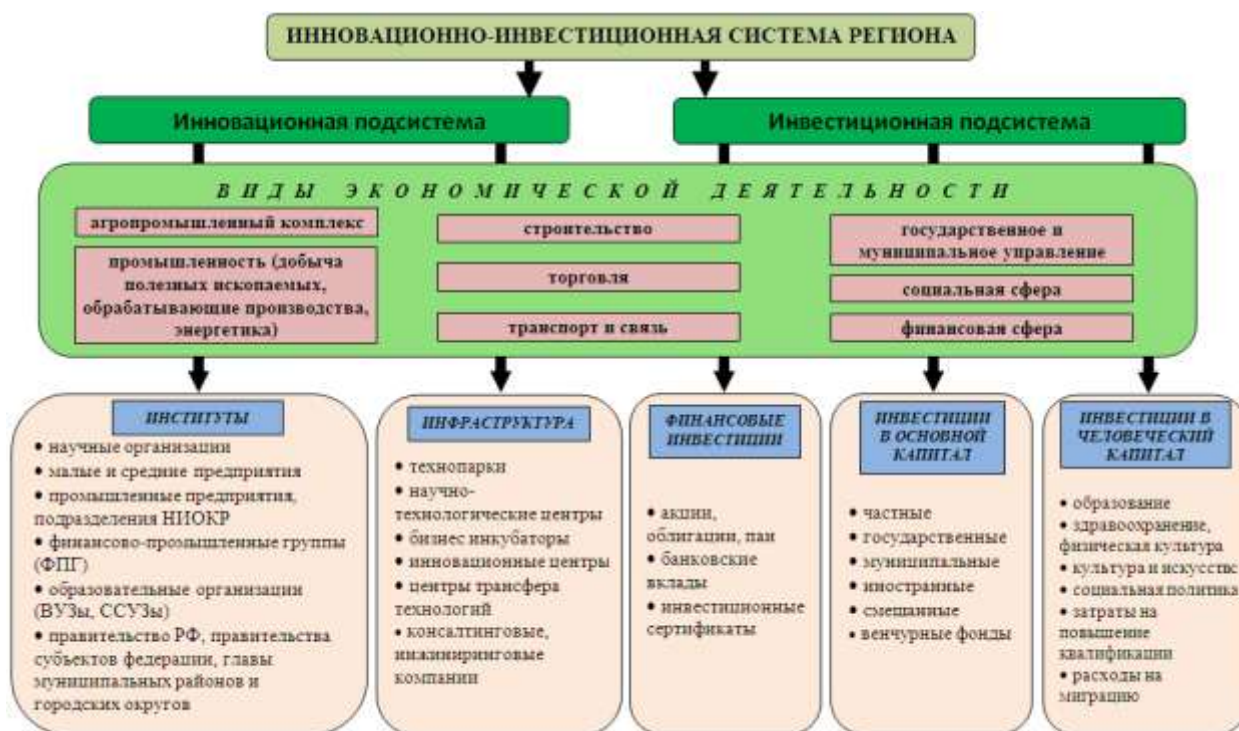 ИННОВАЦИОННО-ИНВЕСТИЦИОННАЯ СИСТЕМА РЕГИОНА
Инновационная подсистема
Инвестиционная подсистема
ВИДЫ ЭКОНОМИЧЕСКОЙ ДЕЯТЕЛЬНОСТИ
агропромышленный комплекс
промышленность (добыча
полезных ископаемых,
обрабатывающие производства,
энергетика)
строительство
торговля
транспорт и связь
государственное и
муниципальное управление
социальная сфера
финансовая сфера
ИНСТИТУТЫ
• научные организации
• малые и средние предприятия
• промышленные предприятия,
подразделения НИОКР
• финансово-промышленные группы
(ФПГ)
• образовательные организации
(ВУЗы, ССУЗы)
• правительство РФ, правительства
субъектов федерации, главы
муниципальных районов и
городских округов
ИНФРАСТРУКТУРА
• технопарки
• научно-
технологические центры
• бизнес инкубаторы
• инновационные центры
• центры трансфера
технологий
• консалтинговые,
инжиниринговые
компании
ФИНАНСОВЫЕ
ИНВЕСТИЦИИ
• акции,
облигации, паи
• банковские
вклады
• инвестиционные
сертификаты
ИНВЕСТИЦИИ
В ОСНОВНОЙ
КАПИТАЛ
• частные
• государственные
• муниципальные
• иностранные
• смешанные
• венчурные фонды
ИНВЕСТИЦИИ В
ЧЕЛОВЕЧЕСКИЙ
КАПИТАЛ
• образование
• здравоохранение,
физическая культура
• культура и искусство
• социальная политика
• затраты на
повышение
квалификации
• расходы на
миграцию